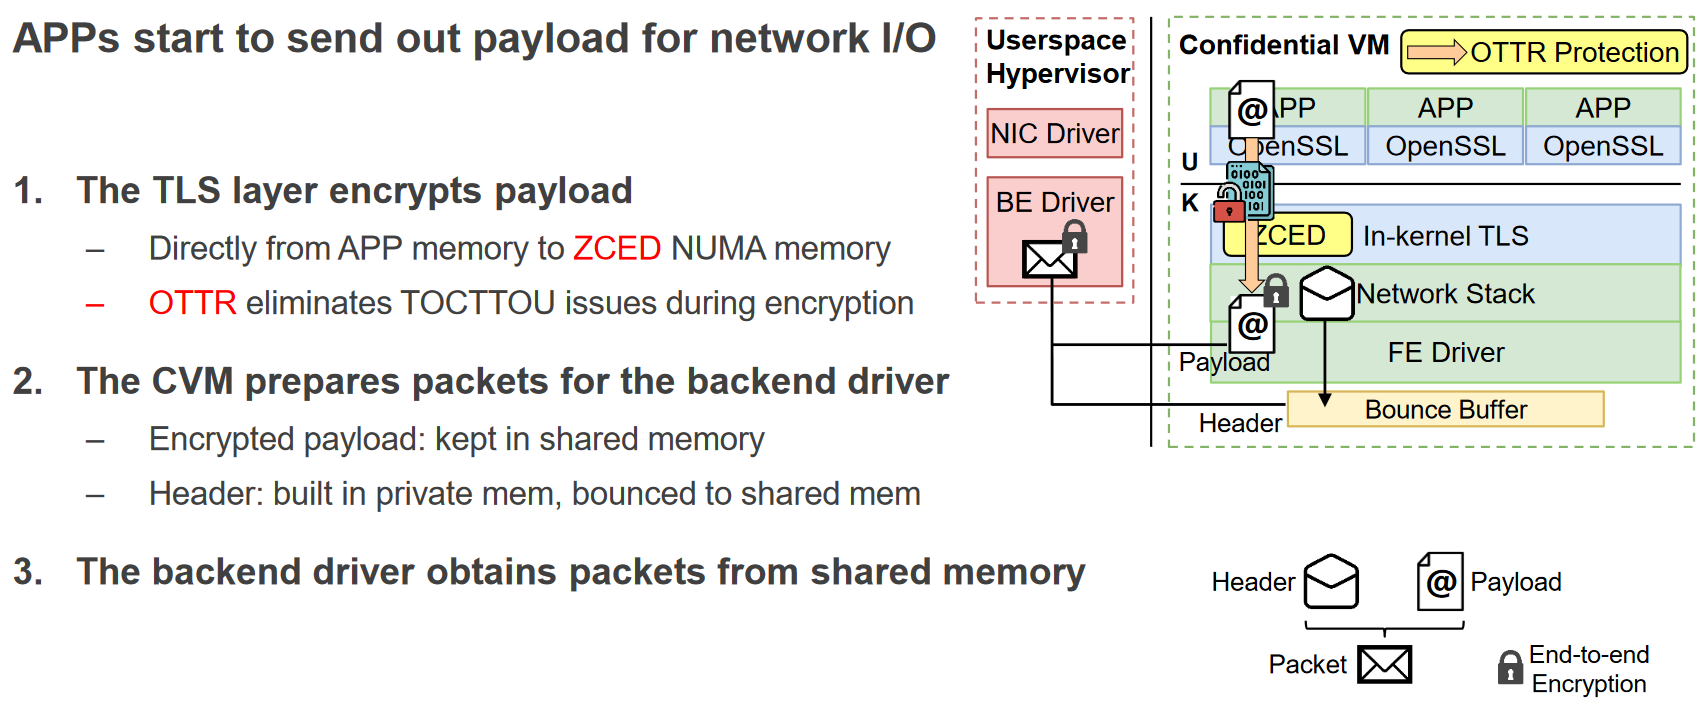 APPs start to send out payload for network I/O
1. The TLS layer encrypts payload
– Directly from APP memory to ZCED NUMA memory
– OTTR eliminates TOCTTOU issues during encryption
2. The CVM prepares packets for the backend driver
– Encrypted payload: kept in shared memory
– Header: built in private mem, bounced to shared mem
3. The backend driver obtains packets from shared memory
Userspace
Hypervisor
NIC Driver
BE Driver
Confidential VM
OTTR Protection
@
APP APP APP
OpenSSL OpenSSL OpenSSL
U
K
ZCED
In-kernel TLS
Network Stack
@
FE Driver
Payload
Bounce Buffer
Header
Header
@
Payload
Packet
End-to-end
Encryption